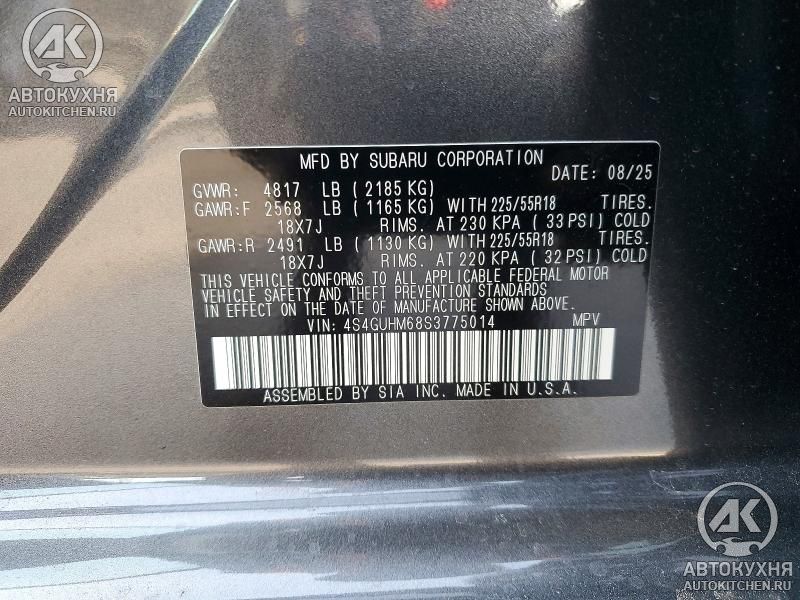 АК
АВТОКУХНЯ
AUTOKITCHEN.RU
MFD BY SUBARU CORPORATION
DATE: 08/25
GVWR: 4817 LB ( 2185 KG)
GAWR:F 2568 LB ( 1165 KG) WITH 225/55R18 TIRES.
18X7J RIMS. AT 230 KPA ( 33 PSI) COLD
GAWR:R 2491 LB ( 1130 KG) WITH 225/55R18 TIRES.
18X7J RIMS. AT 220 KPA ( 32 PSI) COLD
THIS VEHICLE CONFORMS TO ALL APPLICABLE FEDERAL MOTOR
VEHICLE SAFETY AND THEFT PREVENTION STANDARDS
IN EFFECT ON THE DATE OF MANUFACTURE SHOWN ABOVE.
VIN: 4S4GUHM68S3775014 MPV
ASSEMBLED BY SIA INC. MADE IN U.S.A.
АК
АВТОКУХНЯ
AUTOKITCHEN.RU